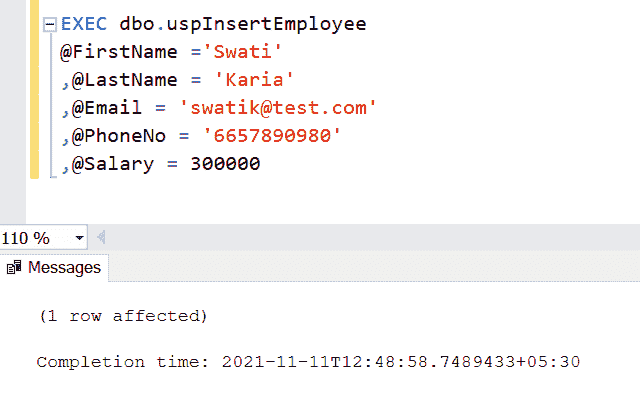 EXEC dbo.uspInsertEmployee
@FirstName ='Swati'
,@LastName = 'Karia'
,@Email = 'swatik@test.com'
,@PhoneNo = '6657890980'
,@Salary = 300000
110 %
Messages
(1 row affected)
Completion time: 2021-11-11T12:48:58.7489433+05:30